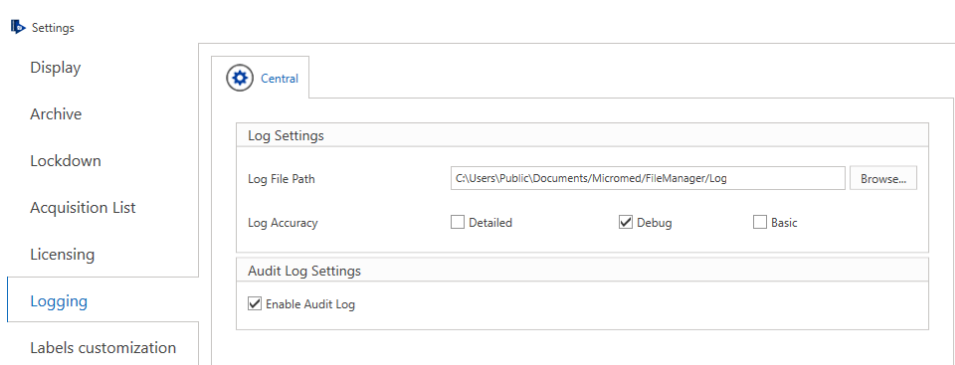 Settings
Display
Archive
Lockdown
Acquisition List
Licensing
Logging
Labels customization
Central
Log Settings
Log File Path C:\Users\Public\Documents/Micromed/FileManager/Log Browse...
Log Accuracy Detailed Debug Basic
Audit Log Settings
Enable Audit Log